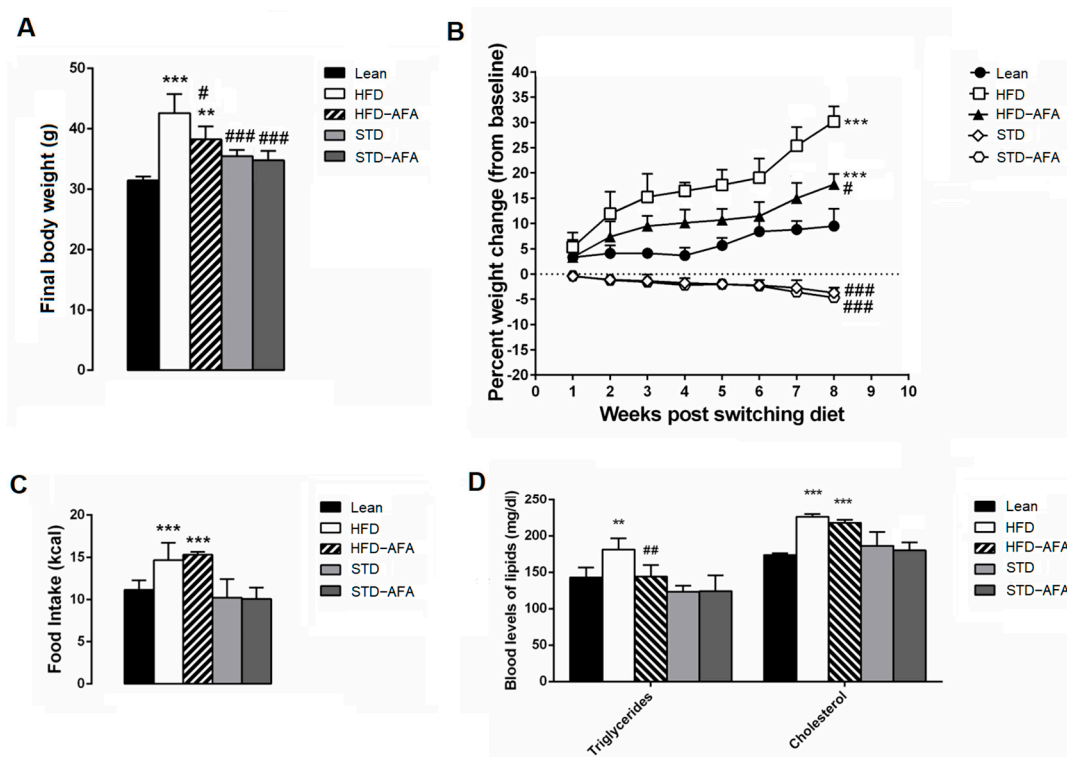 A
Final body weight (g)
50
40
30
20
10
0
***
#
**
###
###
Lean
HFD
HFD-AFA
STD
STD-AFA
B
Percent weight change (from baseline)
40
35
30
25
20
15
10
5
0
-5
-10
-15
-20
***
***
#
###
###
0 1 2 3 4 5 6 7 8 9 10
Weeks post switching diet
Lean
HFD
HFD-AFA
STD
STD-AFA
C
Food Intake (kcal)
20
15
10
5
0
***
***
Lean
HFD
HFD-AFA
STD
STD-AFA
D
Blood levels of lipids (mg/dl)
250
200
150
100
50
0
**
##
***
***
Triglycerides
Cholesterol
Lean
HFD
HFD-AFA
STD
STD-AFA